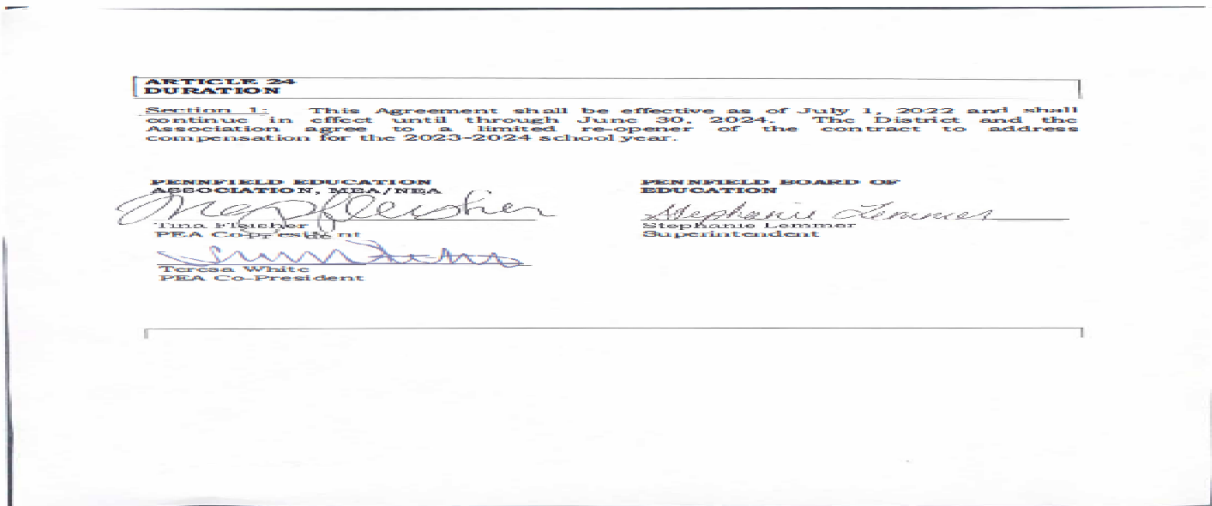 ARTICLE 24
DURATION
Section 1: This Agreement shall be effective as of July 1, 2022 and shall
continue in effect until through June 30, 2024. The District and the
Association agree to a limited re-opener of the contract to address
compensation for the 2023-2024 school year.
PENNFIELD EDUCATION
ASSOCIATION, MEA/NEA
Tina Fleisher
PEA Co-President
Teresa White
PEA Co-President
PENNFIELD BOARD OF
EDUCATION
Stephanie Lemmer
Stephanie Lemmer
Superintendent